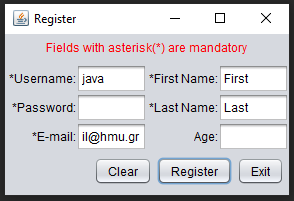 Register
Fields with asterisk(*) are mandatory
*Username: java *First Name: First
*Password: *Last Name: Last
*E-mail: il@hmu.gr Age:
Clear Register Exit